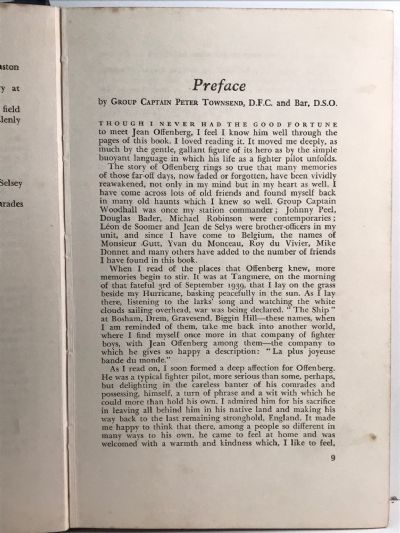 aston
y at
field
denly
Selsey
arades
Preface
by GROUP CAPTAIN PETER TOWNSEND, D.F.C. and Bar, D.S.O.
THOUGH I NEVER HAD THE GOOD FORTUNE
to meet Jean Offenberg, I feel I know him well through the
pages of this book. I loved reading it. It moved me deeply, as
much by the gentle, gallant figure of its hero as by the simple
buoyant language in which his life as a fighter pilot unfolds.
The story of Offenberg rings so true that many memories
of those far-off days, now faded or forgotten, have been vividly
reawakened, not only in my mind but in my heart as well. I
have come across lots of old friends and found myself back
in many old haunts which I knew so well. Group Captain
Woodhall was once my station commander; Johnny Peel,
Douglas Bader, Michael Robinson were contemporaries;
Léon de Soomer and Jean de Selys were brother-officers in my
unit, and since I have come to Belgium, the names of
Monsieur Gutt, Yvan du Monceau, Roy du Vivier, Mike
Donnet and many others have added to the number of friends
I have found in this book.
When I read of the places that Offenberg knew, more
memories begin to stir. It was at Tangmere, on the morning
of that fateful 3rd of September 1939, that I lay on the grass
beside my Hurricane, basking peacefully in the sun. As I lay
there, listening to the larks' song and watching the white
clouds sailing overhead, war was being declared. "The Ship"
at Bosham, Itrem, Gravesend, Biggin Hill—these names, when
I am reminded of them, take me back into another world,
where I find myself once more in that company of fighter
boys, with Jean Offenberg among them—the company to
which he gives so happy a description: "La plus joyeuse
bande du monde."
As I read on, I soon formed a deep affection for Offenberg.
He was a typical fighter pilot, more serious than some, perhaps,
but delighting in the careless banter of his comrades and
possessing, himself, a turn of phrase and a wit with which he
could more than hold his own. I admired him for his sacrifice
in leaving all behind him in his native land and making his
way back to the last remaining stronghold, England. It made
me happy to think that there, among a people so different in
many ways to his own, he came to feel at home and was
welcomed with a warmth and kindness which, I like to feel,
9